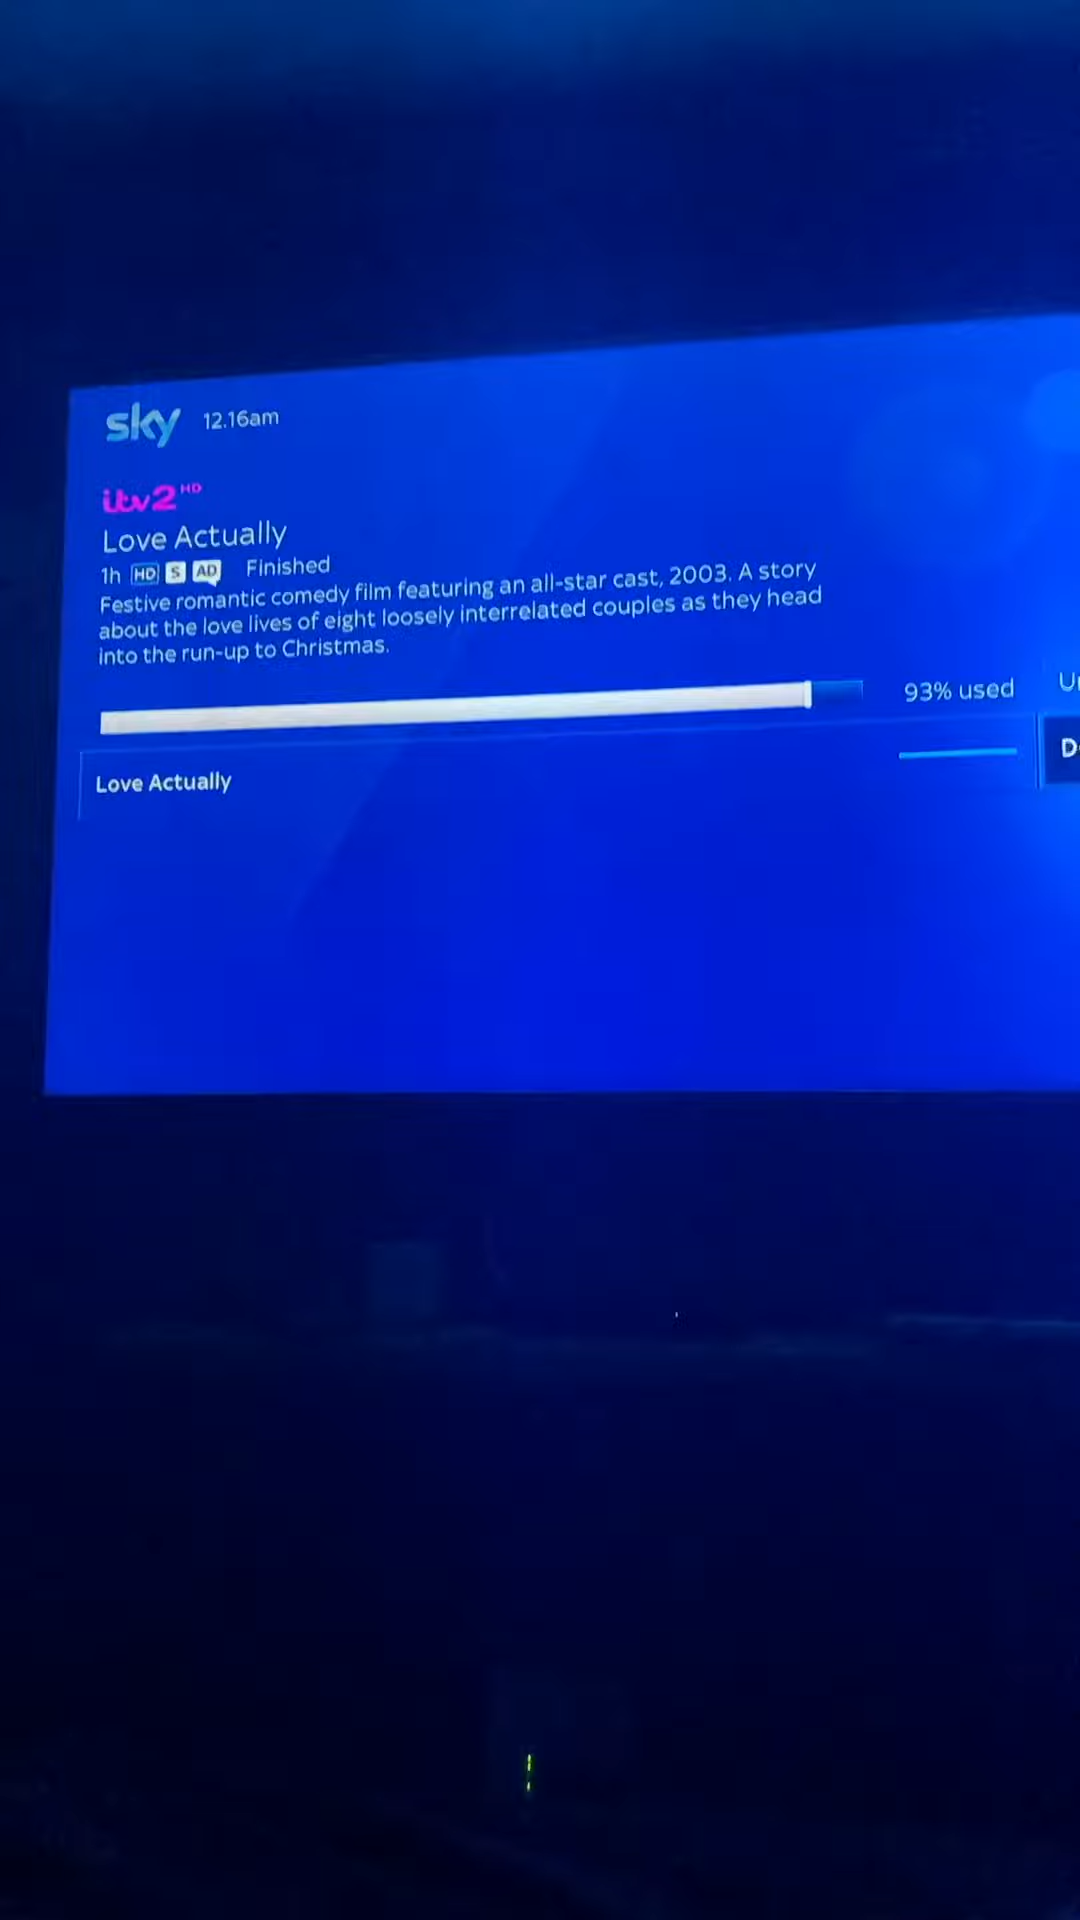 sky 12.16am
itv2 HD
Love Actually
1h HD S AD Finished
Festive romantic comedy film featuring an all-star cast, 2003. A story
about the love lives of eight loosely interrelated couples as they head
into the run-up to Christmas.
93% used
Love Actually